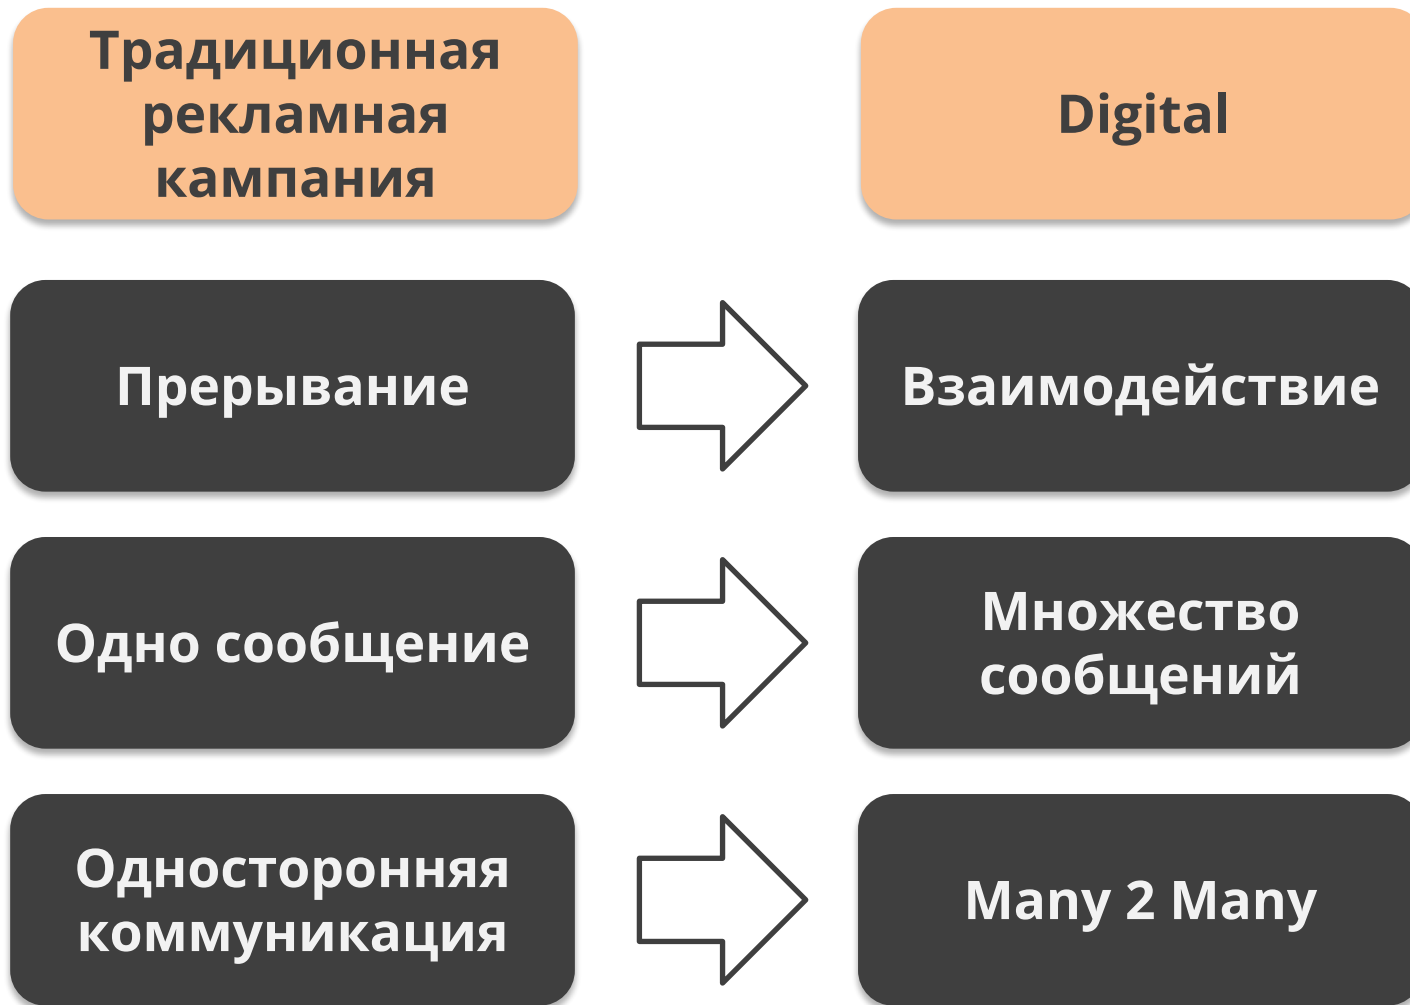 Традиционная
рекламная
кампания
Digital
Прерывание
Взаимодействие
Одно сообщение
Множество
сообщений
Односторонняя
коммуникация
Many 2 Many